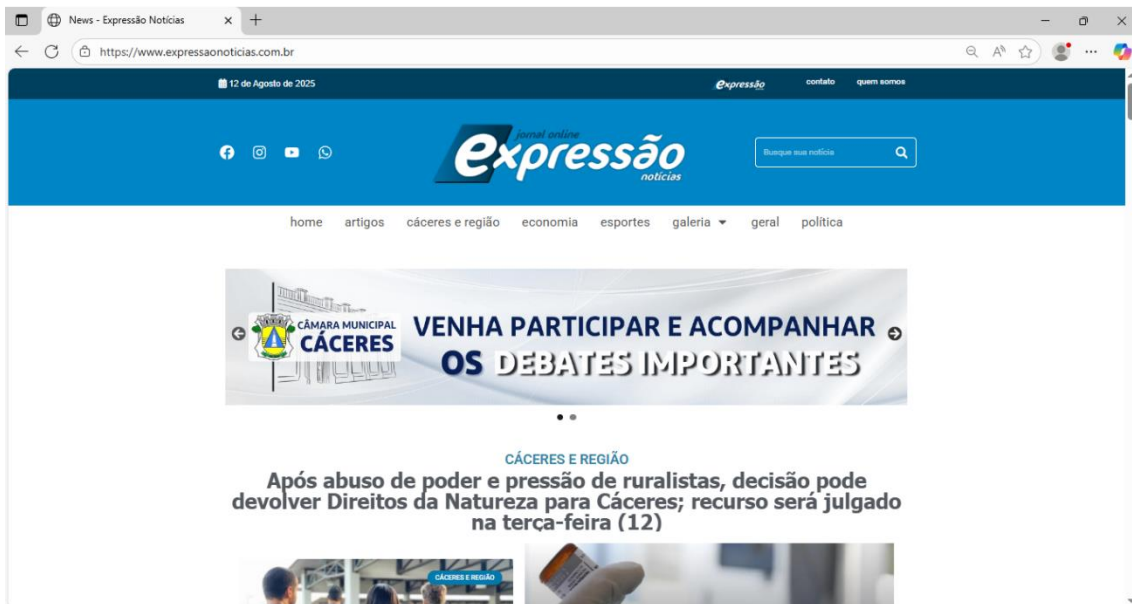 News - Expressão Notícias
https://www.expressaonoticias.com.br
12 de Agosto de 2025
expressão
contato
quem somos
jornal online
expressão
notícias
Busque sua notícia
home artigos cáceres e região economia esportes galeria geral política
CÂMARA MUNICIPAL
CÁCERES
VENHA PARTICIPAR E ACOMPANHAR
OS DEBATES IMPORTANTES
CÁCERES E REGIÃO
Após abuso de poder e pressão de ruralistas, decisão pode
devolver Direitos da Natureza para Cáceres; recurso será julgado
na terça-feira (12)
CÁCERES E REGIÃO